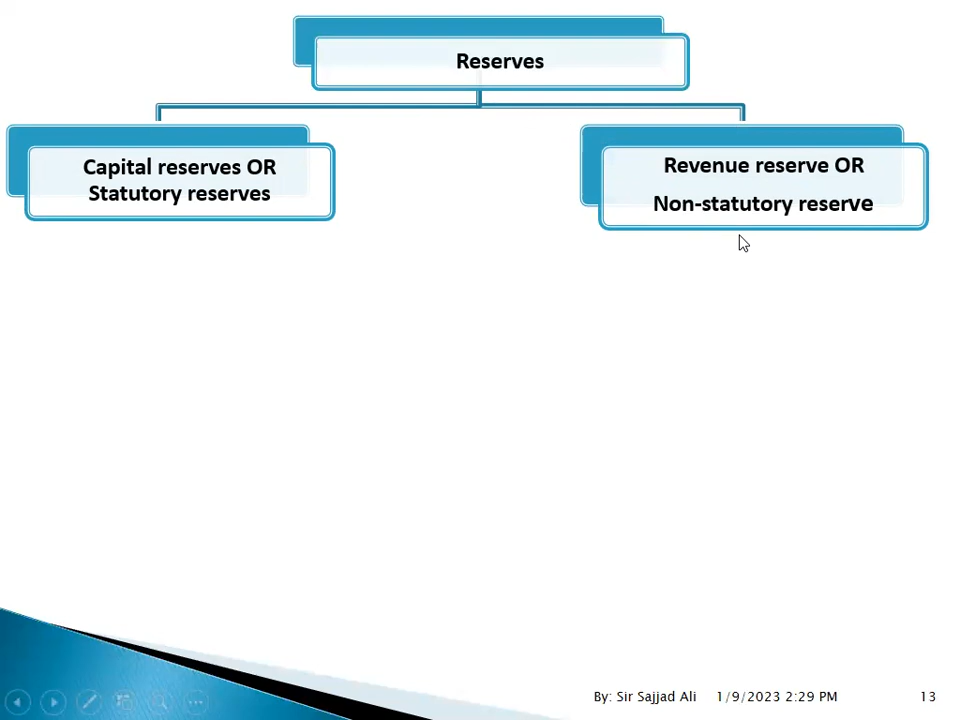 Reserves
Capital reserves OR
Statutory reserves
Revenue reserve OR
Non-statutory reserve
By: Sir Sajjad Ali 1/9/2023 2:29 PM 13